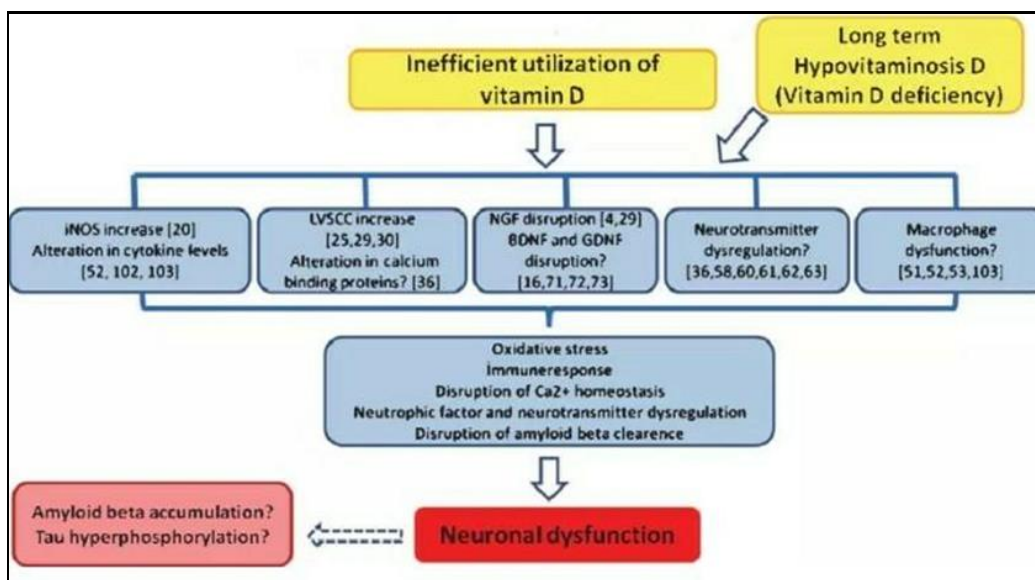 Inefficient utilization of
vitamin D
Long term
Hypovitaminosis D
(Vitamin D deficiency)
iNOS increase [20]
Alteration in cytokine levels
[52, 102, 103]
LVSCC increase
[25,29,30]
Alteration in calcium
binding proteins? [36]
NGF disruption [4,29]
BDNF and GDNF
disruption?
[16,71,72,73]
Neurotransmitter
dysregulation?
[36,58,60,61,62,63]
Macrophage
dysfunction?
[51,52,53,103]
Oxidative stress
İmmuneresponse
Disruption of Ca2+ homeostasis
Neutrophic factor and neurotransmitter dysregulation
Disruption of amyloid beta clearence
Amyloid beta accumulation?
Tau hyperphosphorylation?
Neuronal dysfunction